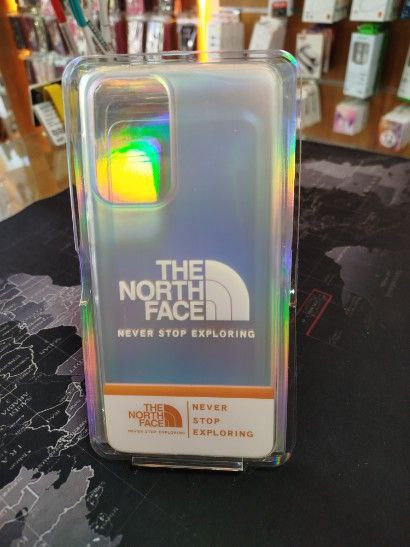 THE
NORTH
FACE
NEVER STOP EXPLORING
THE
NORTH
FACE
NEVER STOP EXPLORING
NEVER
STOP
EXPLORING